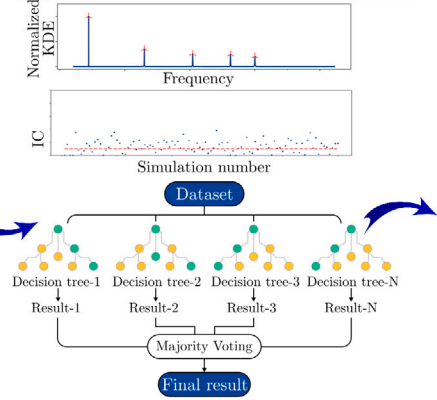 Normalized
KDE
Frequency
IC
Simulation number
Dataset
Decision tree-1 Decision tree-2 Decision tree-3 Decision tree-N
Result-1 Result-2 Result-3 Result-N
Majority Voting
Final result